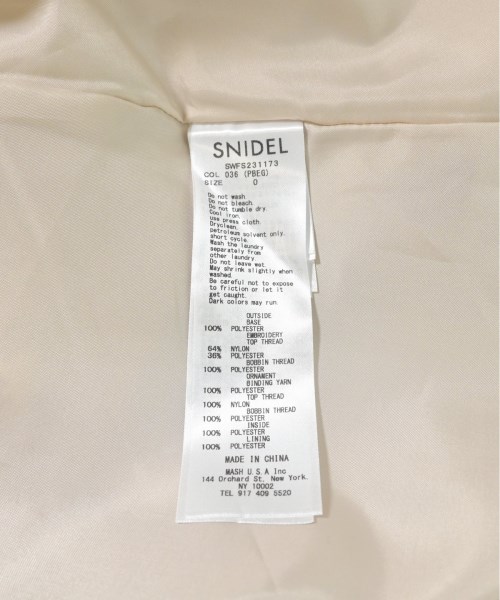 SNIDEL
SWFS231173
COL 036 (PBEG)
SIZE 0
Do not wash.
Do not bleach.
Do not tumble dry.
Cool iron.
use press cloth.
Dryclean.
petroleum solvent only.
short cycle.
Wash the laundry
separately from
other laundry.
Do not leave wet.
May shrink slightly when
washed.
Be careful not to expose
to friction or let it
get caught.
Dark colors may run.
OUTSIDE
BASE
100% POLYESTER
EMBROIDERY
TOP THREAD
64% NYLON
36% POLYESTER
BOBBIN THREAD
100% POLYESTER
ORNAMENT
BINDING YARN
100% POLYESTER
TOP THREAD
100% NYLON
BOBBIN THREAD
100% POLYESTER
INSIDE
100% POLYESTER
LINING
100% POLYESTER
MADE IN CHINA
MASH U.S.A Inc
144 Orchard St. New York.
NY 10002
TEL 917 409 5520